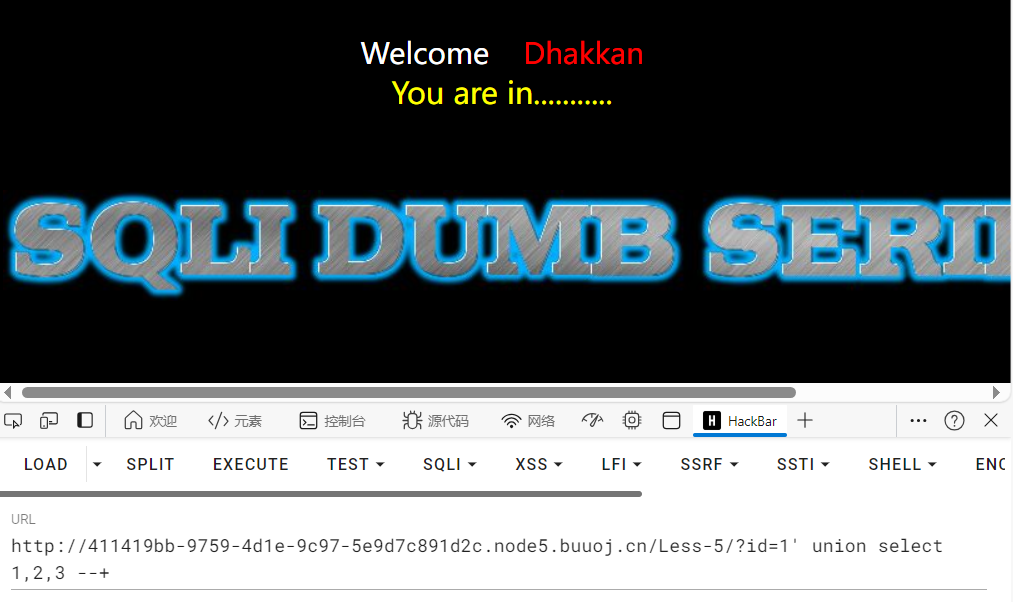 Welcome Dhakkan
You are in...........
SQLI DUMB SERI
欢迎 元素 控制台 源代码 网络 HackBar
LOAD SPLIT EXECUTE TEST SQLI XSS LFI SSRF SSTI SHELL ENC
URL
http://411419bb-9759-4d1e-9c97-5e9d7c891d2c.node5.buuoj.cn/Less-5/?id=1' union select
1,2,3 --+